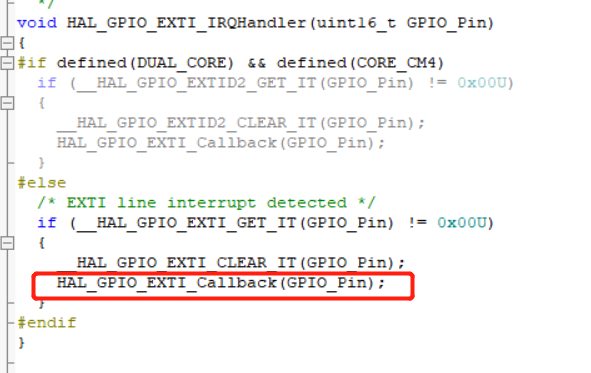 */
void HAL_GPIO_EXTI_IRQHandler(uint16_t GPIO_Pin)
{
#if defined(DUAL_CORE) && defined(CORE_CM4)
if (__HAL_GPIO_EXTID2_GET_IT(GPIO_Pin) != 0x00U)
{
__HAL_GPIO_EXTID2_CLEAR_IT(GPIO_Pin);
HAL_GPIO_EXTI_Callback(GPIO_Pin);
}
#else
/* EXTI line interrupt detected */
if (__HAL_GPIO_EXTI_GET_IT(GPIO_Pin) != 0x00U)
{
__HAL_GPIO_EXTI_CLEAR_IT(GPIO_Pin);
HAL_GPIO_EXTI_Callback(GPIO_Pin);
}
#endif
}